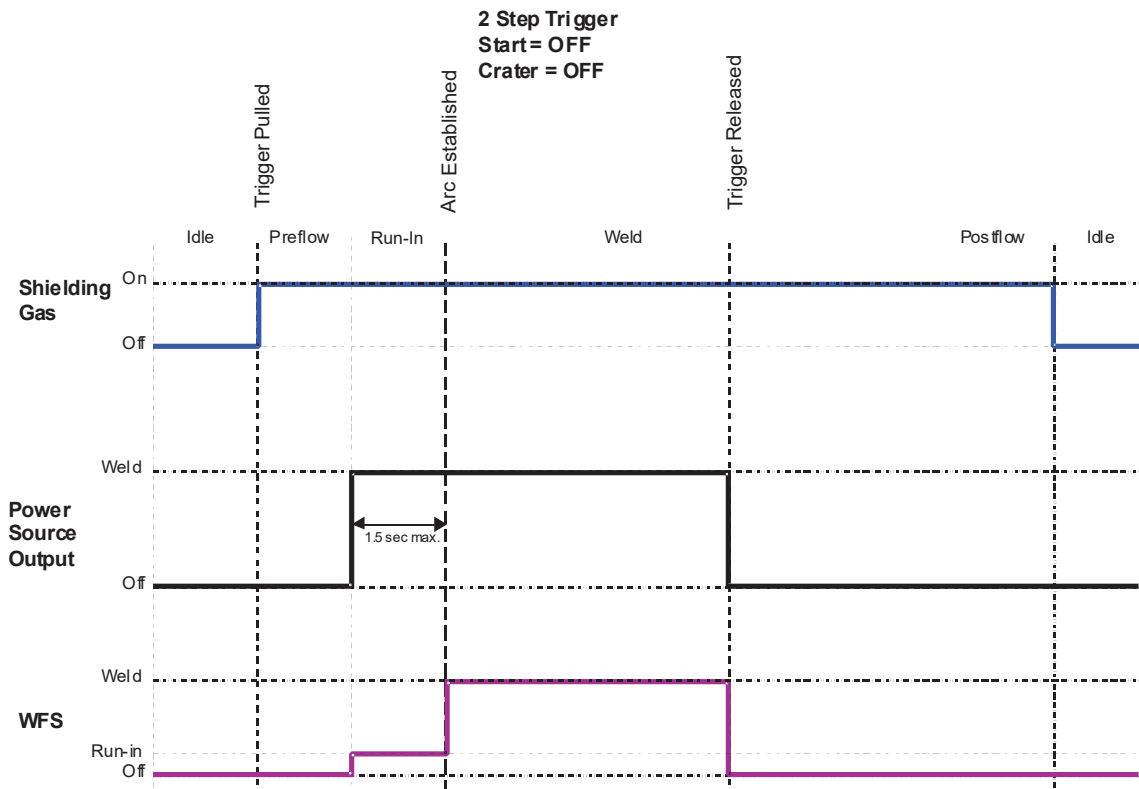 2 Step Trigger
Start = OFF
Crater = OFF
Trigger Pulled
Arc Established
Trigger Released
Idle
Preflow
Run-In
Weld
Postflow
Idle
Shielding
Gas
On
Off
Weld
Power
Source
Output
1.5 sec max.
Off
Weld
WFS
Run-in
Off